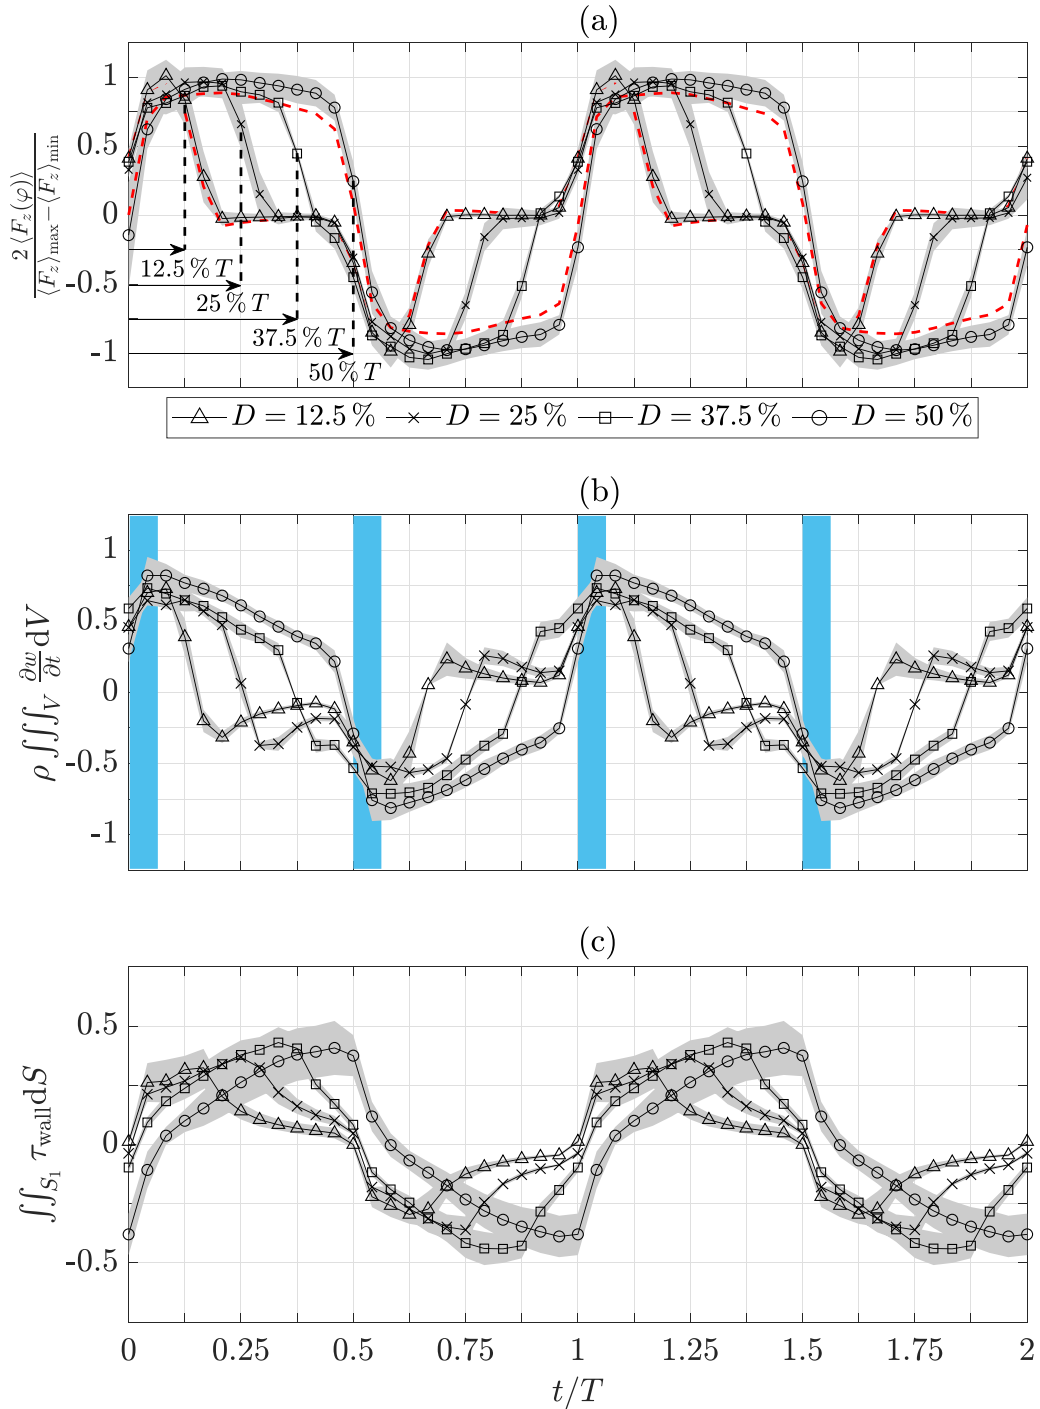 (a)
2 ⟨F_z(φ)⟩ / ⟨F_z⟩_max − ⟨F_z⟩_min
1
0.5
0
-0.5
-1
12.5 % T
25 % T
37.5 % T
50 % T
D = 12.5 % D = 25 % D = 37.5 % D = 50 %
(b)
ρ ∭_V ∂w/∂t dV
1
0.5
0
-0.5
-1
(c)
∬_{S_1} τ_wall dS
0.5
0
-0.5
0 0.25 0.5 0.75 1 1.25 1.5 1.75 2
t/T